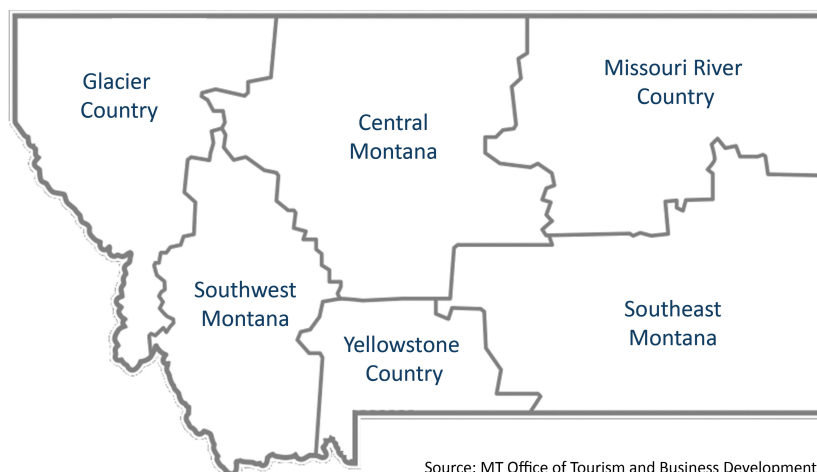 Glacier
Country
Missouri River
Country
Central
Montana
Southwest
Montana
Southeast
Montana
Yellowstone
Country
Source: MT Office of Tourism and Business Development